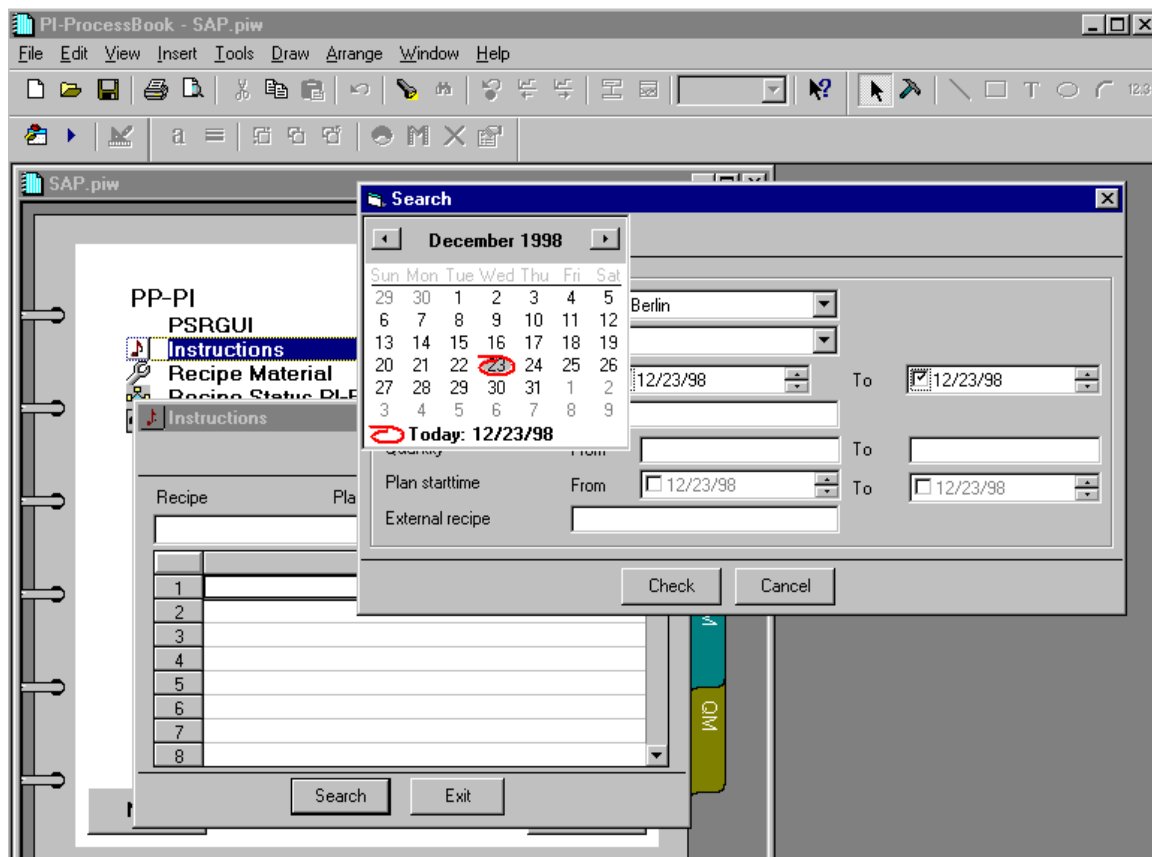 PI-ProcessBook - SAP.piw
File Edit View Insert Tools Draw Arrange Window Help
12.3
SAP.piw
Search
December 1998
Sun Mon Tue Wed Thu Fri Sat
29 30 1 2 3 4 5
6 7 8 9 10 11 12
13 14 15 16 17 18 19
20 21 22 23 24 25 26
27 28 29 30 31 1 2
3 4 5 6 7 8 9
Today: 12/23/98
Berlin
12/23/98 To 12/23/98
Quantity From To
Plan starttime From 12/23/98 To 12/23/98
External recipe
Check Cancel
PP-PI
PSRGUI
Instructions
Recipe Material
Recipe Status
Instructions
Recipe
1
2
3
4
5
6
7
8
Search Exit
QM